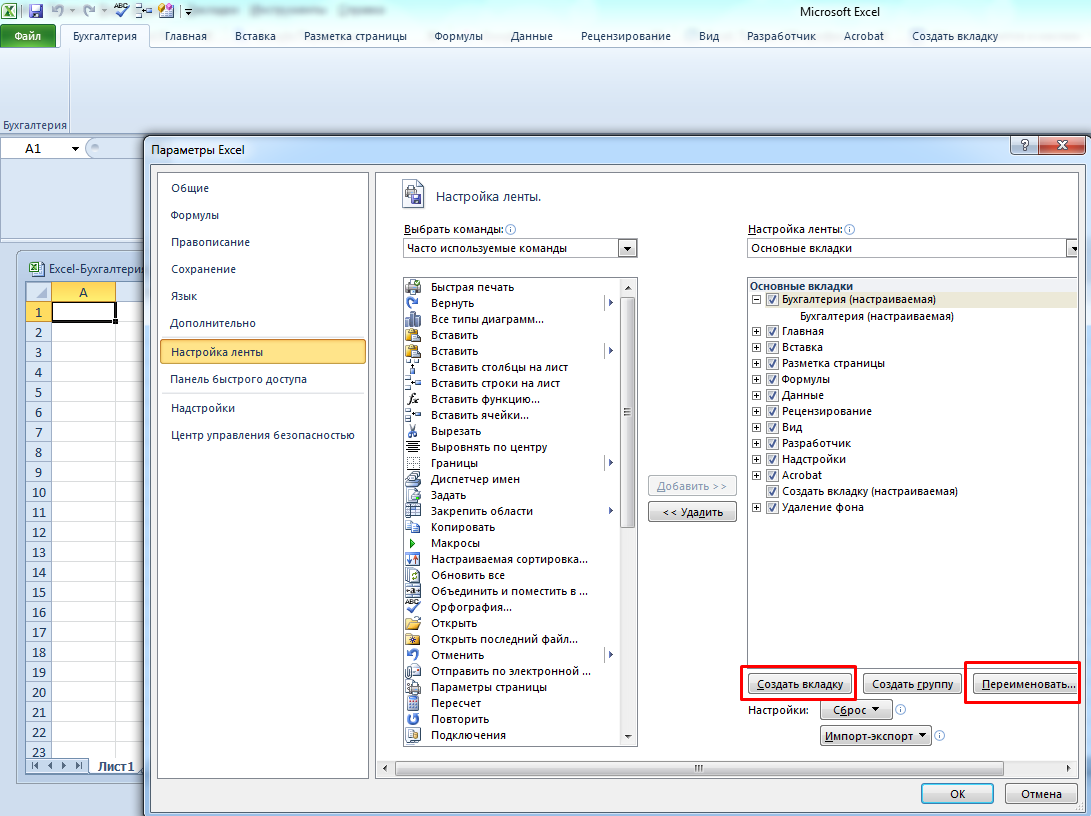 Microsoft Excel
Файл Бухгалтерия Главная Вставка Разметка страницы Формулы Данные Рецензирование Вид Разработчик Acrobat Создать вкладку
Бухгалтерия
A1
Excel-Бухгалтерия
A
1
2
3
4
5
6
7
8
9
10
11
12
13
14
15
16
17
18
19
20
21
22
23
Лист1
Параметры Excel
Общие
Формулы
Правописание
Сохранение
Язык
Дополнительно
Настройка ленты
Панель быстрого доступа
Надстройки
Центр управления безопасностью
Настройка ленты.
Выбрать команды:
Часто используемые команды
Быстрая печать
Вернуть
Все типы диаграмм...
Вставить
Вставить
Вставить столбцы на лист
Вставить строки на лист
Вставить функцию...
Вставить ячейки...
Вырезать
Выровнять по центру
Границы
Диспетчер имен
Задать
Закрепить области
Копировать
Макросы
Настраиваемая сортировка...
Обновить все
Объединить и поместить в ...
Орфография...
Открыть
Открыть последний файл...
Отменить
Отправить по электронной ...
Параметры страницы
Пересчет
Повторить
Подключения
Добавить >>
<< Удалить
Настройка ленты:
Основные вкладки
Основные вкладки
Бухгалтерия (настраиваемая)
Бухгалтерия (настраиваемая)
Главная
Вставка
Разметка страницы
Формулы
Данные
Рецензирование
Вид
Разработчик
Надстройки
Acrobat
Создать вкладку (настраиваемая)
Удаление фона
Создать вкладку Создать группу Переименовать...
Настройки: Сброс
Импорт-экспорт
ОК Отмена